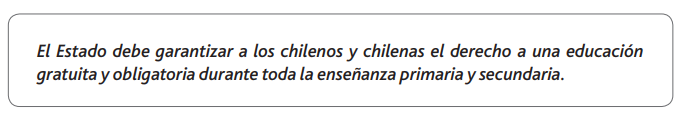 El Estado debe garantizar a los chilenos y chilenas el derecho a una educación
gratuita y obligatoria durante toda la enseñanza primaria y secundaria.